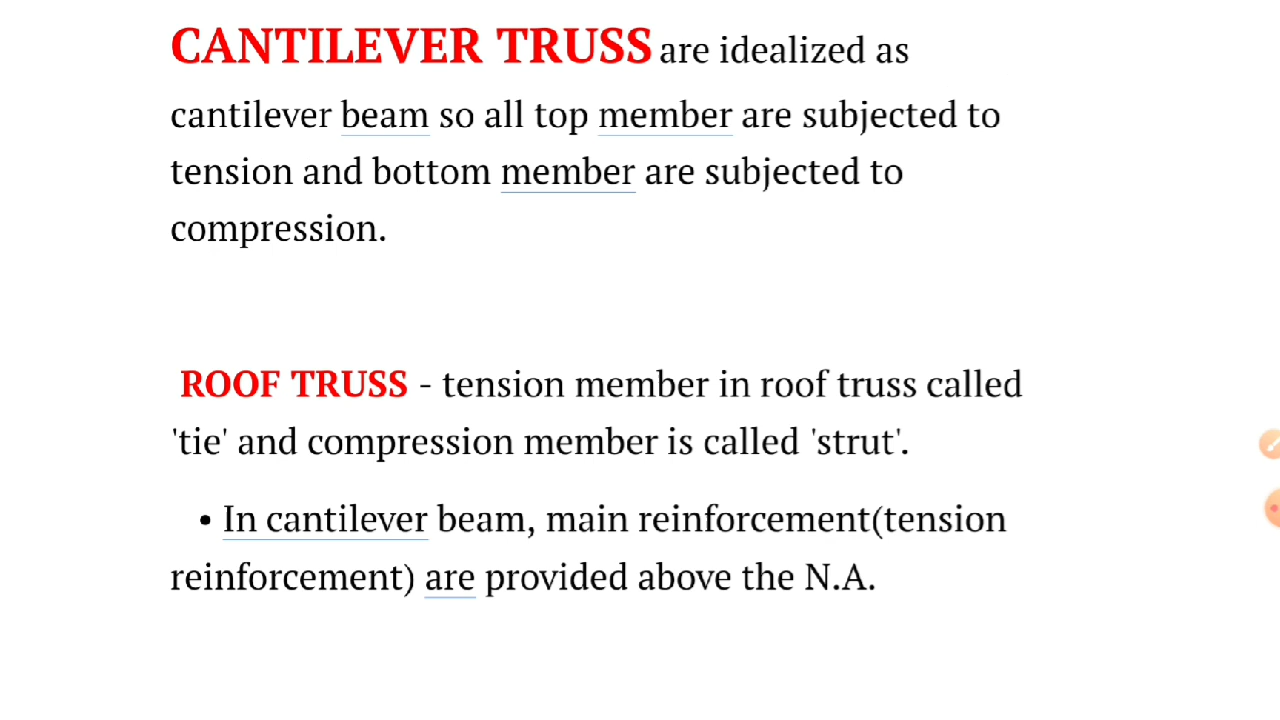 CANTILEVER TRUSS are idealized as
cantilever beam so all top member are subjected to
tension and bottom member are subjected to
compression.
ROOF TRUSS - tension member in roof truss called
'tie' and compression member is called 'strut'.
• In cantilever beam, main reinforcement(tension
reinforcement) are provided above the N.A.